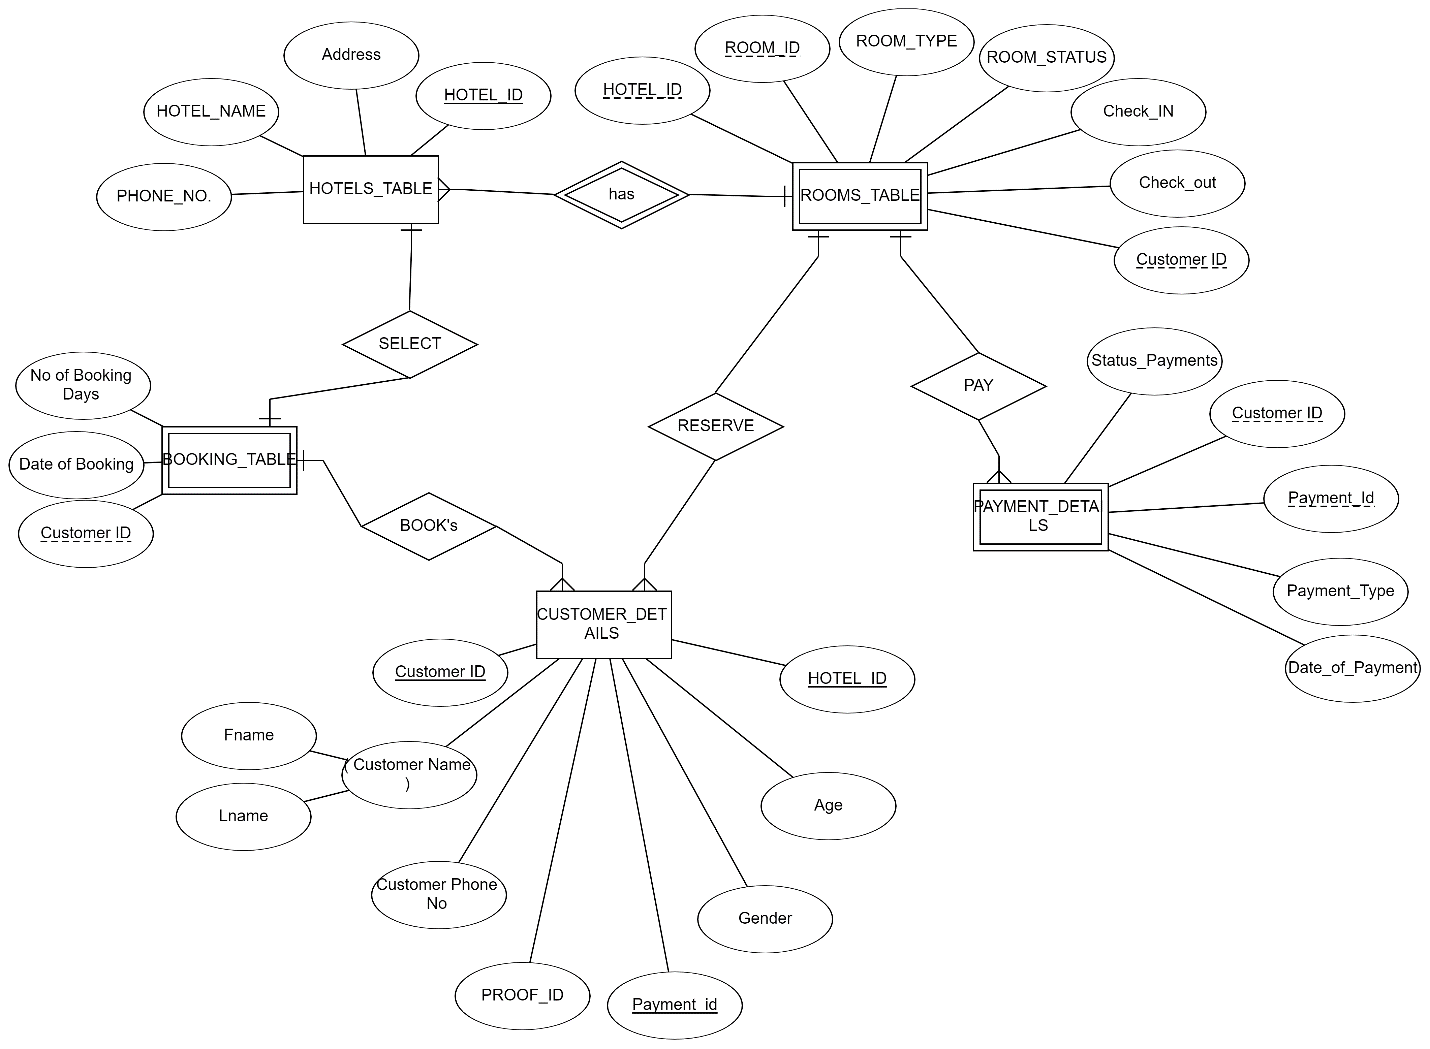 Address
ROOM_ID
ROOM_TYPE
ROOM_STATUS
HOTEL_NAME
HOTEL_ID
HOTEL_ID
Check_IN
PHONE_NO.
HOTELS_TABLE
has
ROOMS_TABLE
Check_out
Customer ID
SELECT
No of Booking
Days
Status_Payments
PAY
Customer ID
RESERVE
Date of Booking
BOOKING_TABLE
Payment_Id
Customer ID
BOOK's
PAYMENT_DETA
LS
Payment_Type
CUSTOMER_DET
AILS
Date_of_Payment
Customer ID
HOTEL_ID
Fname
( Customer Name
)
Lname
Age
Customer Phone
No
Gender
PROOF_ID
Payment_id